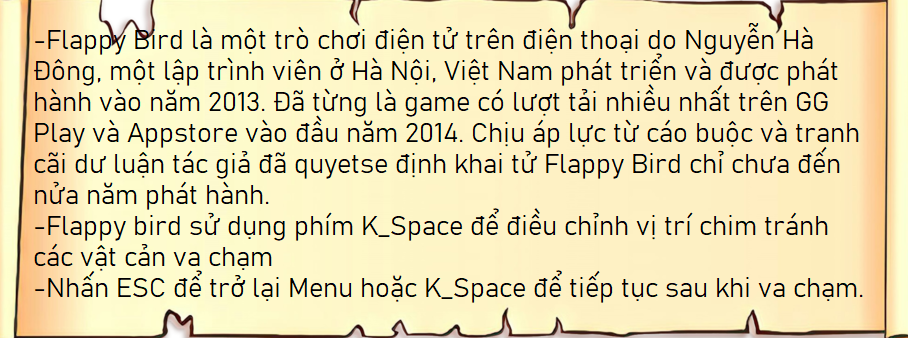 -Flappy Bird là một trò chơi điện tử trên điện thoại do Nguyễn Hà
Đông, một lập trình viên ở Hà Nội, Việt Nam phát triển và được phát
hành vào năm 2013. Đã từng là game có lượt tải nhiều nhất trên GG
Play và Appstore vào đầu năm 2014. Chịu áp lực từ cáo buộc và tranh
cãi dư luận tác giả đã quyetse định khai tử Flappy Bird chỉ chưa đến
nửa năm phát hành.
-Flappy bird sử dụng phím K_Space để điều chỉnh vị trí chim tránh
các vật cản va chạm
-Nhấn ESC để trở lại Menu hoặc K_Space để tiếp tục sau khi va chạm.